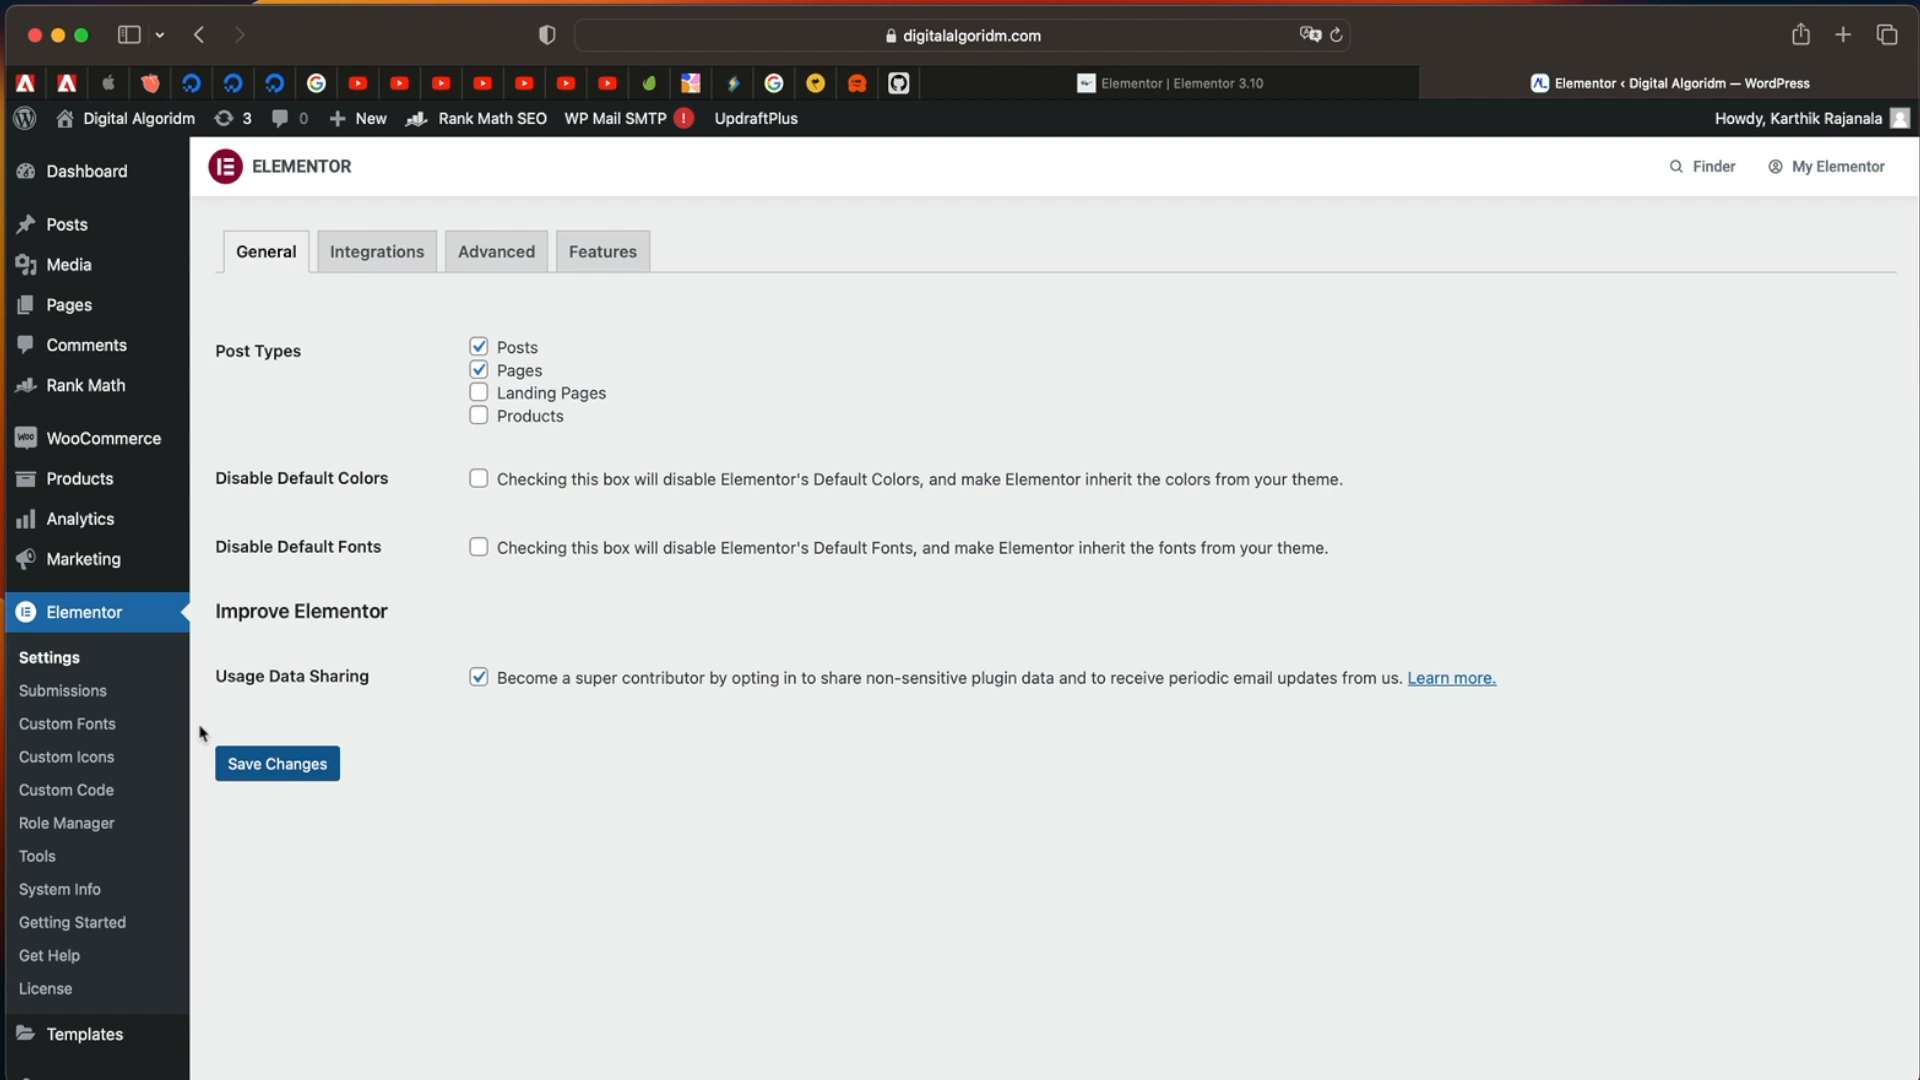 digitalalgoridm.com
Elementor | Elementor 3.10
Elementor < Digital Algoridm — WordPress
Digital Algoridm 3 0 New Rank Math SEO WP Mail SMTP ! UpdraftPlus Howdy, Karthik Rajanala
ELEMENTOR Finder My Elementor
Dashboard
Posts
Media
Pages
Comments
Rank Math
WooCommerce
Products
Analytics
Marketing
Elementor
Settings
Submissions
Custom Fonts
Custom Icons
Custom Code
Role Manager
Tools
System Info
Getting Started
Get Help
License
Templates
General Integrations Advanced Features
Post Types
Posts
Pages
Landing Pages
Products
Disable Default Colors Checking this box will disable Elementor's Default Colors, and make Elementor inherit the colors from your theme.
Disable Default Fonts Checking this box will disable Elementor's Default Fonts, and make Elementor inherit the fonts from your theme.
Improve Elementor
Usage Data Sharing Become a super contributor by opting in to share non-sensitive plugin data and to receive periodic email updates from us. Learn more.
Save Changes